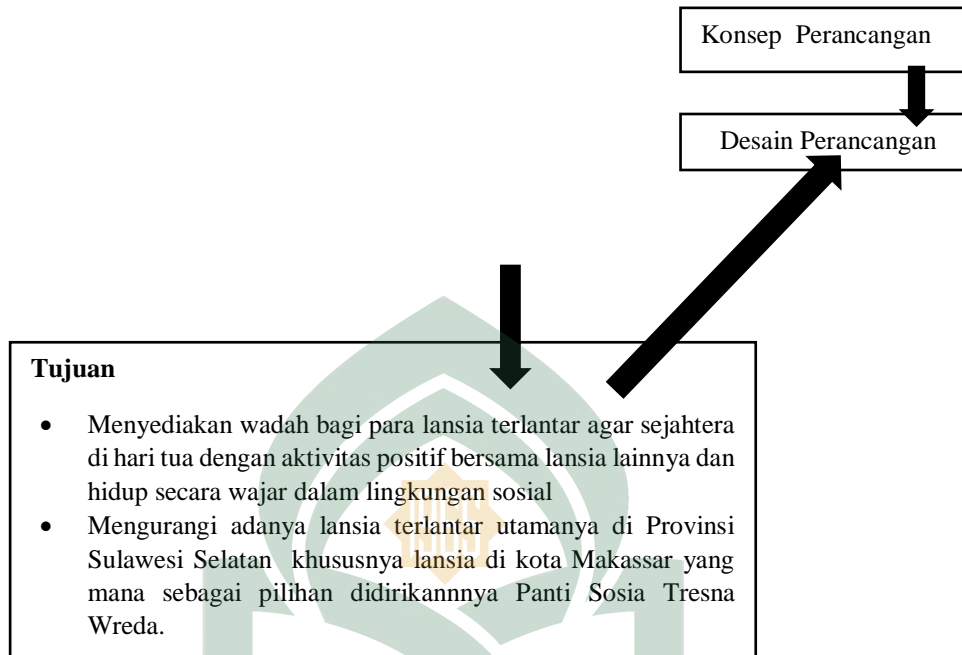 Konsep Perancangan
Desain Perancangan
Tujuan
• Menyediakan wadah bagi para lansia terlantar agar sejahtera
di hari tua dengan aktivitas positif bersama lansia lainnya dan
hidup secara wajar dalam lingkungan sosial
• Mengurangi adanya lansia terlantar utamanya di Provinsi
Sulawesi Selatan khususnya lansia di kota Makassar yang
mana sebagai pilihan didirikannnya Panti Sosia Tresna
Wreda.